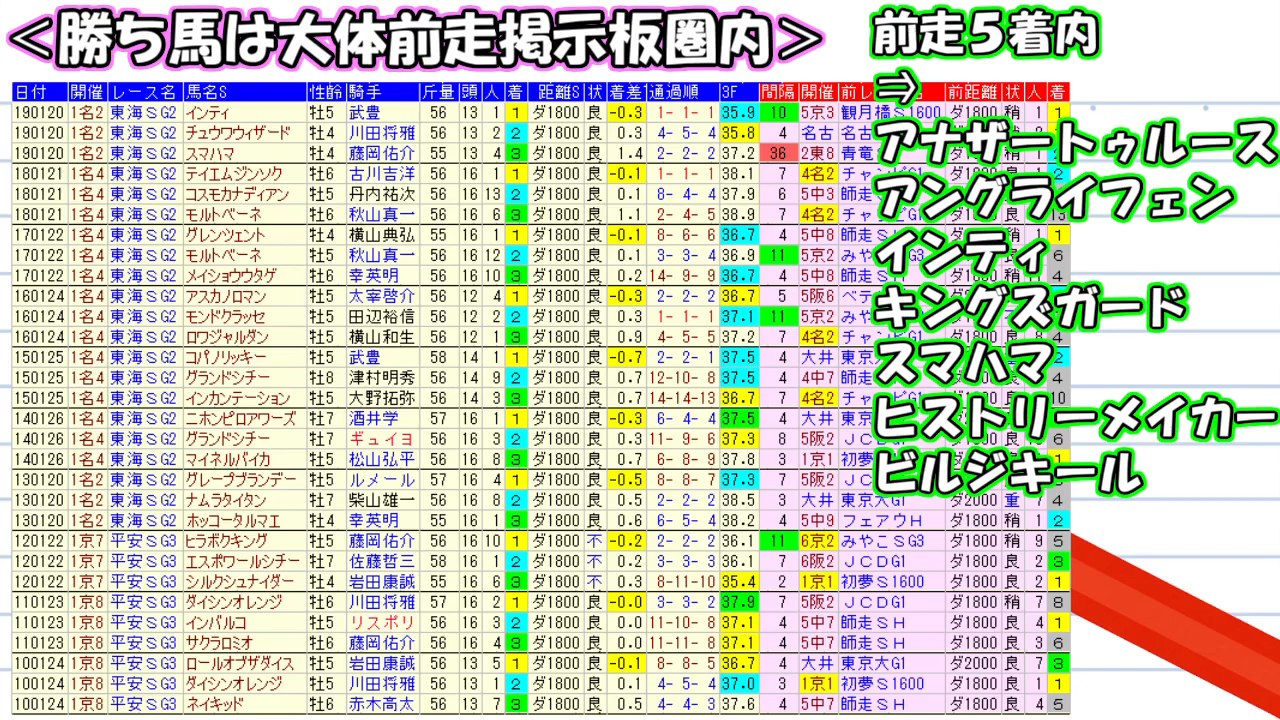 ＜勝ち馬は大体前走掲示板圏内＞
前走５着内
⇒
アナザートゥルース
アングライフェン
インティ
キングズガード
スマハマ
ヒストリーメイカー
ビルジキール
日付 開催 レース名 馬名S 性齢 騎手 斤量 頭 人 着 距離S 状 着差 通過順 3F 間隔 開催 前レ 前距離 状 人 着
190120 1名2 東海SG2 インティ 牡5 武豊 56 13 1 1 ダ1800 良 -0.3 1- 1- 1 35.9 10 5京3 観月橋S1600 ダ1800 稍 1 1
190120 1名2 東海SG2 チュウワウィザード 牡4 川田将雅 56 13 2 2 ダ1800 良 0.3 4- 5- 4 35.8 4 名古 名古
190120 1名2 東海SG2 スマハマ 牡4 藤岡佑介 55 13 4 3 ダ1800 良 1.4 2- 2- 2 37.2 36 2東8 青竜
180121 1名4 東海SG2 テイエムジンソク 牡6 古川吉洋 56 16 1 1 ダ1800 良 -0.1 1- 1- 1 38.1 7 4名2 チャンピG1 2
180121 1名4 東海SG2 コスモカナディアン 牡5 丹内祐次 56 16 13 2 ダ1800 良 0.1 8- 4- 4 37.9 6 5中3 師走
180121 1名4 東海SG2 モルトベーネ 牡6 秋山真一 56 16 6 3 ダ1800 良 1.1 2- 4- 5 38.9 7 4名2 チャ
170122 1名4 東海SG2 グレンツェント 牡4 横山典弘 55 16 1 1 ダ1800 良 -0.1 8- 6- 6 36.7 4 5中8 師走S 1 1
170122 1名4 東海SG2 モルトベーネ 牡5 秋山真一 56 16 12 2 ダ1800 良 0.1 3- 3- 4 36.9 11 5京2 みや G3 6
170122 1名4 東海SG2 メイショウウタゲ 牡6 幸英明 56 16 10 3 ダ1800 良 0.2 14- 9- 9 36.7 4 5中8 師走SH ダ1800 稍 4
160124 1名4 東海SG2 アスカノロマン 牡5 太宰啓介 56 12 4 1 ダ1800 良 -0.3 2- 2- 2 36.7 5 5阪6 ベテ
160124 1名4 東海SG2 モンドクラッセ 牡5 田辺裕信 56 12 2 2 ダ1800 良 0.3 1- 1- 1 37.1 11 5京2 みや
160124 1名4 東海SG2 ロワジャルダン 牡5 横山和生 56 12 1 3 ダ1800 良 0.9 4- 5- 5 37.2 7 4名2 チャンピG1 ダ1800 良 8 4
150125 1名4 東海SG2 コパノリッキー 牡5 武豊 58 14 1 1 ダ1800 良 -0.7 2- 2- 1 37.5 4 大井 東京 2
150125 1名4 東海SG2 グランドシチー 牡8 津村明秀 56 14 9 2 ダ1800 良 0.7 12-10- 8 37.5 4 4中7 師走 4
150125 1名4 東海SG2 インカンテーション 牡5 大野拓弥 56 14 3 3 ダ1800 良 0.7 14-14-13 36.7 7 4名2 チャンピG1 10
140126 1名4 東海SG2 ニホンピロアワーズ 牡7 酒井学 57 16 1 1 ダ1800 良 -0.3 6- 4- 4 37.5 4 大井 東京
140126 1名4 東海SG2 グランドシチー 牡7 ギュイヨ 56 16 3 2 ダ1800 良 0.3 11- 9- 6 37.3 8 5阪2 JCDG1 ダ1800 良 6
140126 1名4 東海SG2 マイネルバイカ 牡5 松山弘平 56 16 8 3 ダ1800 良 0.7 6- 8- 9 37.8 3 1京1 初夢 1
130120 1名2 東海SG2 グレープブランデー 牡5 ルメール 57 16 4 1 ダ1800 良 -0.5 8- 8- 7 37.3 7 5阪2 JC
130120 1名2 東海SG2 ナムラタイタン 牡7 柴山雄一 56 16 8 2 ダ1800 良 0.5 2- 2- 2 38.5 3 大井 東京大G1 ダ2000 重 7 4
130120 1名2 東海SG2 ホッコータルマエ 牡4 幸英明 55 16 1 3 ダ1800 良 0.6 6- 5- 4 38.2 4 5中9 フェアウH ダ1800 稍 1 2
120122 1京7 平安SG3 ヒラボクキング 牡5 藤岡佑介 56 16 10 1 ダ1800 不 -0.2 2- 2- 2 36.1 11 6京2 みやこSG3 ダ1800 稍 9 5
120122 1京7 平安SG3 エスポワールシチー 牡7 佐藤哲三 58 16 1 2 ダ1800 不 0.2 3- 3- 3 36.1 7 6阪2 JCDG1 ダ1800 良 2 3
120122 1京7 平安SG3 シルクシュナイダー 牡4 岩田康誠 55 16 6 3 ダ1800 不 0.3 8-11-10 35.4 2 1京1 初夢S1600 ダ1800 良 2 1
110123 1京8 平安SG3 ダイシンオレンジ 牡6 川田将雅 57 16 2 1 ダ1800 良 -0.0 3- 3- 2 37.9 7 5阪2 JCDG1 ダ1800 稍 7 8
110123 1京8 平安SG3 インバルコ 牡5 リスポリ 56 16 3 2 ダ1800 良 0.0 11-10- 8 37.1 4 5中7 師走SH ダ1800 良 4 1
110123 1京8 平安SG3 サクラロミオ 牡6 藤岡佑介 56 16 4 3 ダ1800 良 0.0 11-11- 8 37.1 4 5中7 師走SH ダ1800 良 3 6
100124 1京8 平安SG3 ロールオブザダイス 牡5 岩田康誠 56 13 5 1 ダ1800 良 -0.1 8- 8- 5 36.7 4 大井 東京大G1 ダ2000 良 7 3
100124 1京8 平安SG3 ダイシンオレンジ 牡5 川田将雅 56 13 1 2 ダ1800 良 0.1 4- 5- 4 37.0 3 1京1 初夢S1600 ダ1800 良 1 1
100124 1京8 平安SG3 ネイキッド 牡6 赤木高太 56 13 7 3 ダ1800 良 0.5 4- 4- 3 37.6 4 5中7 師走SH ダ1800 良 4 5